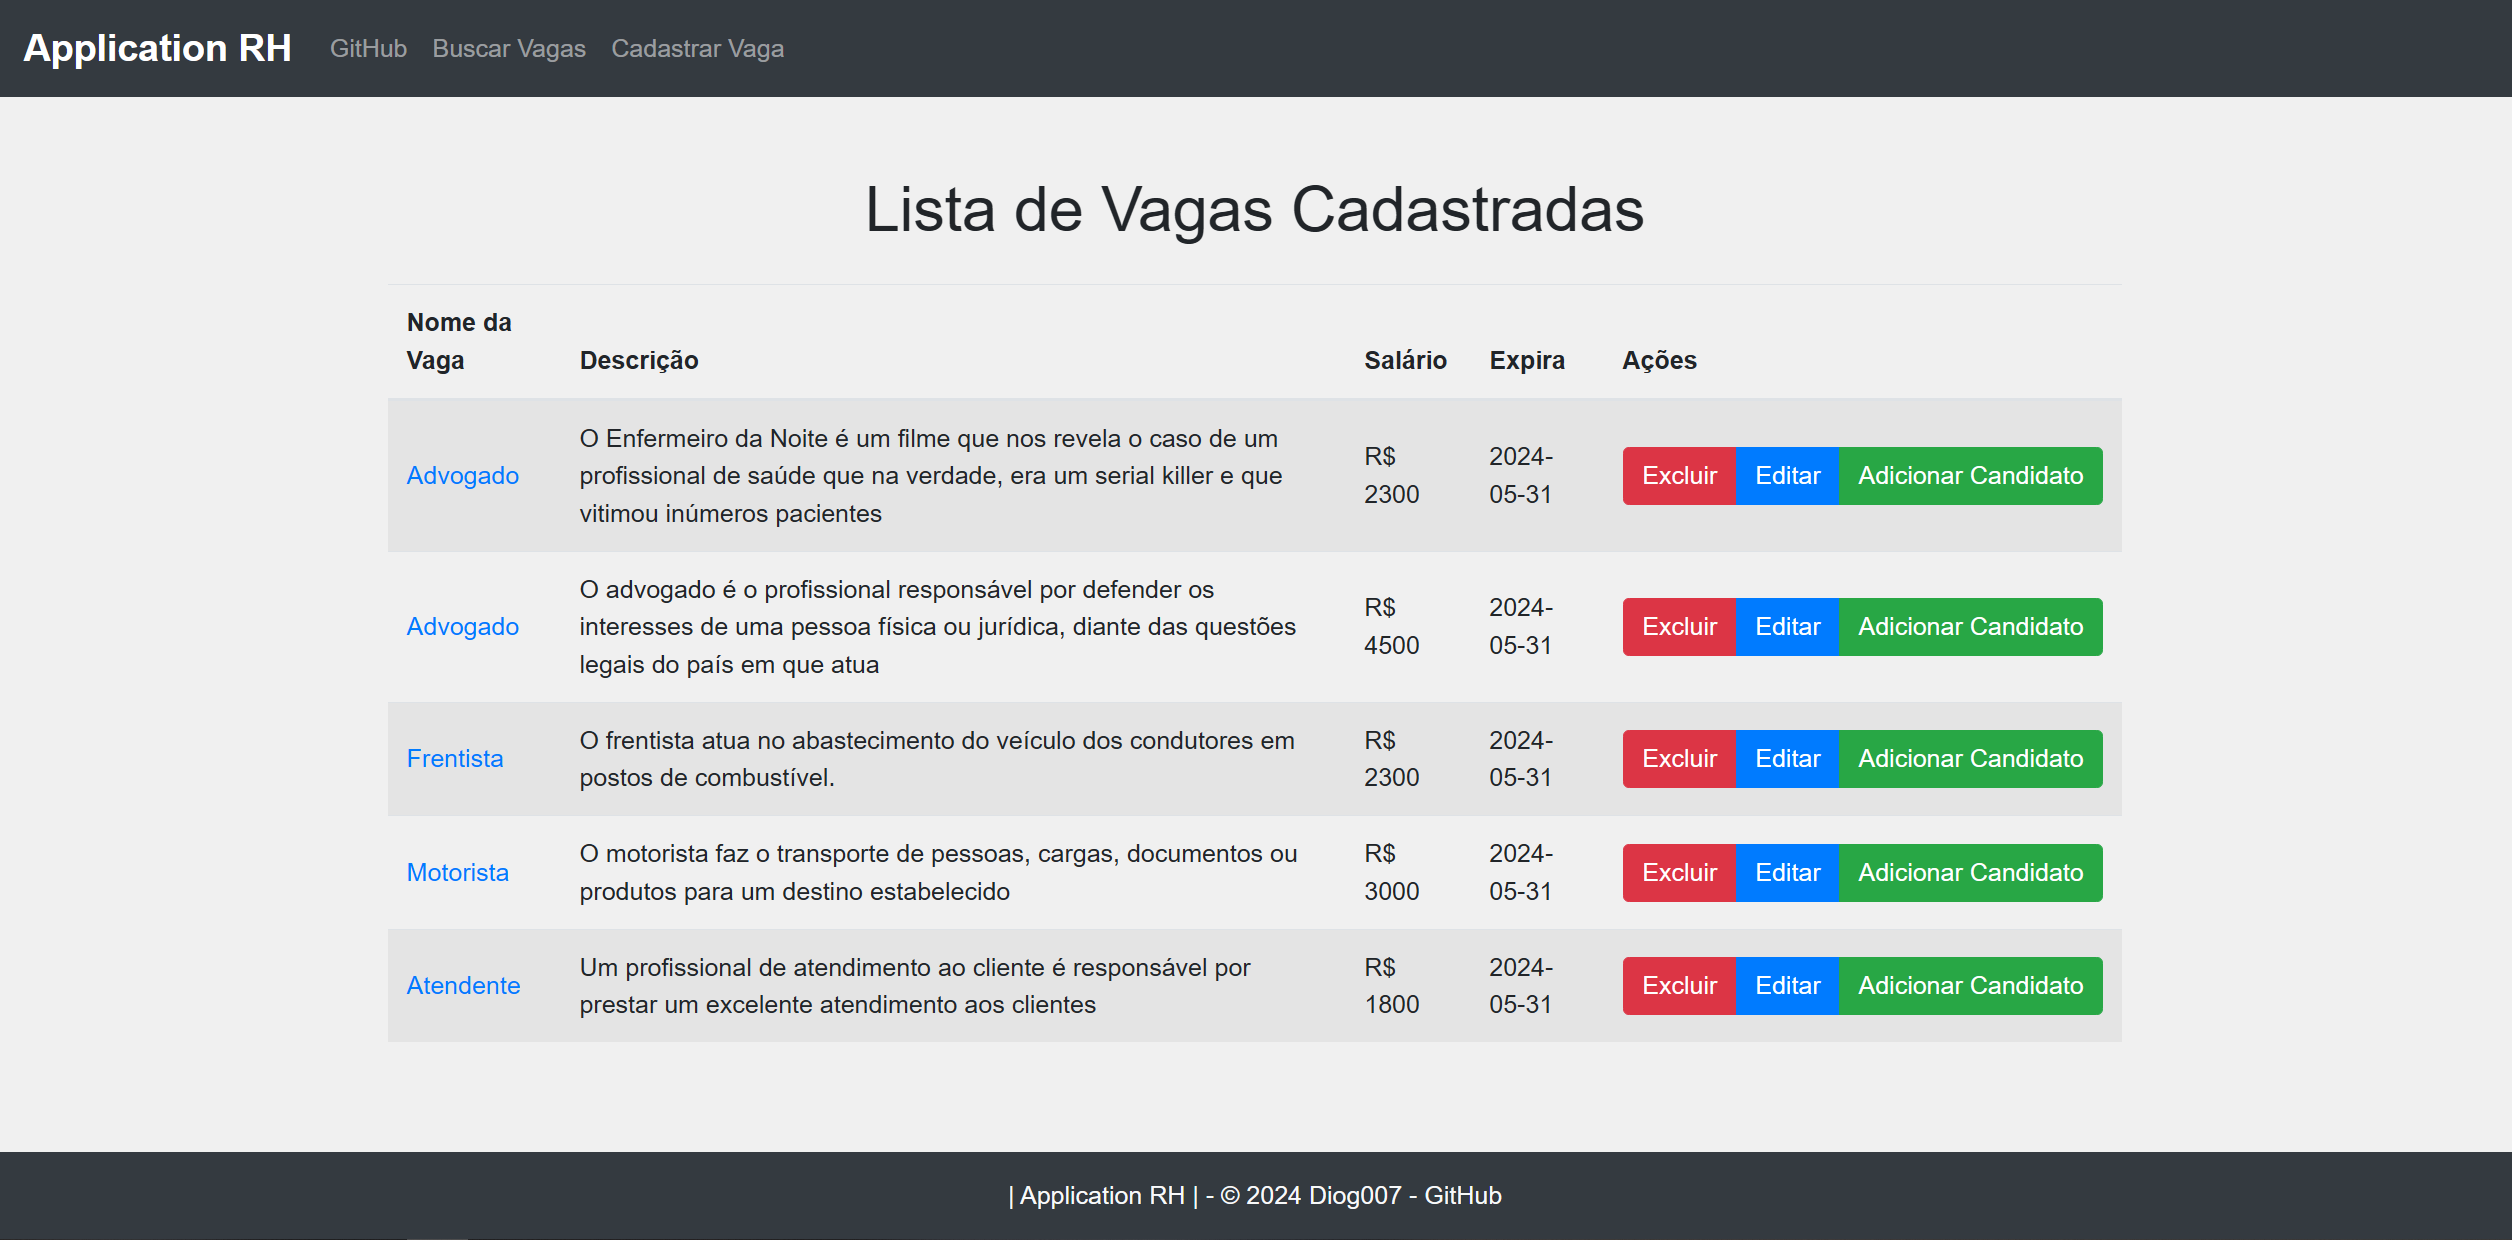 Application RH GitHub Buscar Vagas Cadastrar Vaga
Lista de Vagas Cadastradas
Nome da
Vaga Descrição Salário Expira Ações
Advogado
O Enfermeiro da Noite é um filme que nos revela o caso de um
profissional de saúde que na verdade, era um serial killer e que
vitimou inúmeros pacientes
R$
2300
2024-
05-31
Excluir Editar Adicionar Candidato
Advogado
O advogado é o profissional responsável por defender os
interesses de uma pessoa física ou jurídica, diante das questões
legais do país em que atua
R$
4500
2024-
05-31
Excluir Editar Adicionar Candidato
Frentista
O frentista atua no abastecimento do veículo dos condutores em
postos de combustível.
R$
2300
2024-
05-31
Excluir Editar Adicionar Candidato
Motorista
O motorista faz o transporte de pessoas, cargas, documentos ou
produtos para um destino estabelecido
R$
3000
2024-
05-31
Excluir Editar Adicionar Candidato
Atendente
Um profissional de atendimento ao cliente é responsável por
prestar um excelente atendimento aos clientes
R$
1800
2024-
05-31
Excluir Editar Adicionar Candidato
| Application RH | - © 2024 Diog007 - GitHub